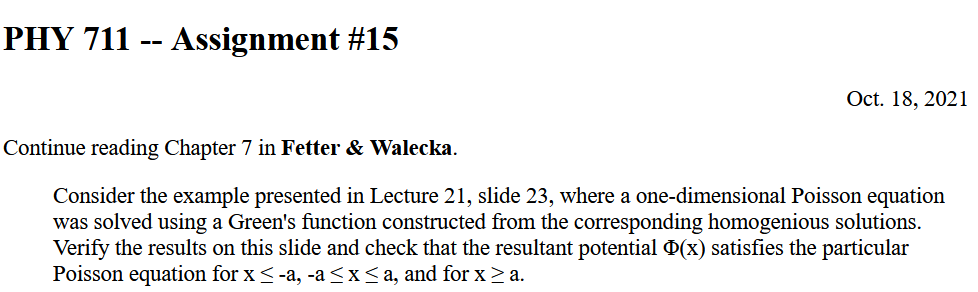 PHY 711 -- Assignment #15
Oct. 18, 2021
Continue reading Chapter 7 in Fetter & Walecka.
Consider the example presented in Lecture 21, slide 23, where a one-dimensional Poisson equation
was solved using a Green's function constructed from the corresponding homogenious solutions.
Verify the results on this slide and check that the resultant potential Φ(x) satisfies the particular
Poisson equation for x ≤ -a, -a ≤ x ≤ a, and for x ≥ a.